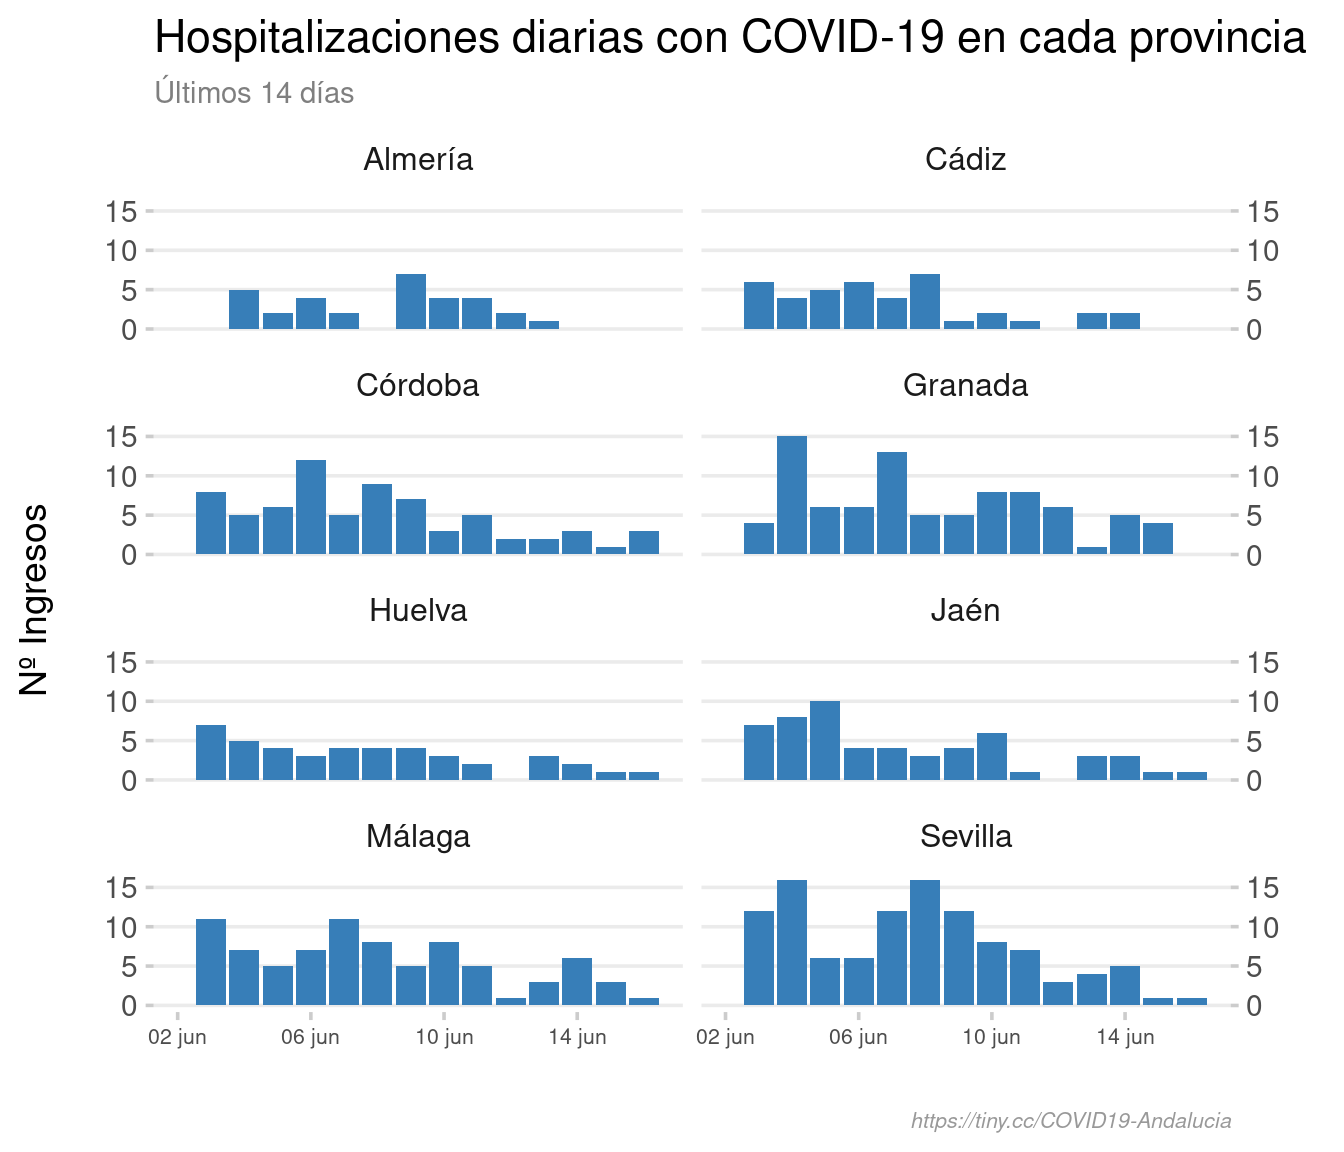 Hospitalizaciones diarias con COVID-19 en cada provincia
Últimos 14 días
Almería
Cádiz
15
10
5
0
15
10
5
0
Córdoba
Granada
15
10
5
0
15
10
5
0
Nº Ingresos
Huelva
Jaén
15
10
5
0
15
10
5
0
Málaga
Sevilla
15
10
5
0
15
10
5
0
02 jun 06 jun 10 jun 14 jun
02 jun 06 jun 10 jun 14 jun
https://tiny.cc/COVID19-Andalucia